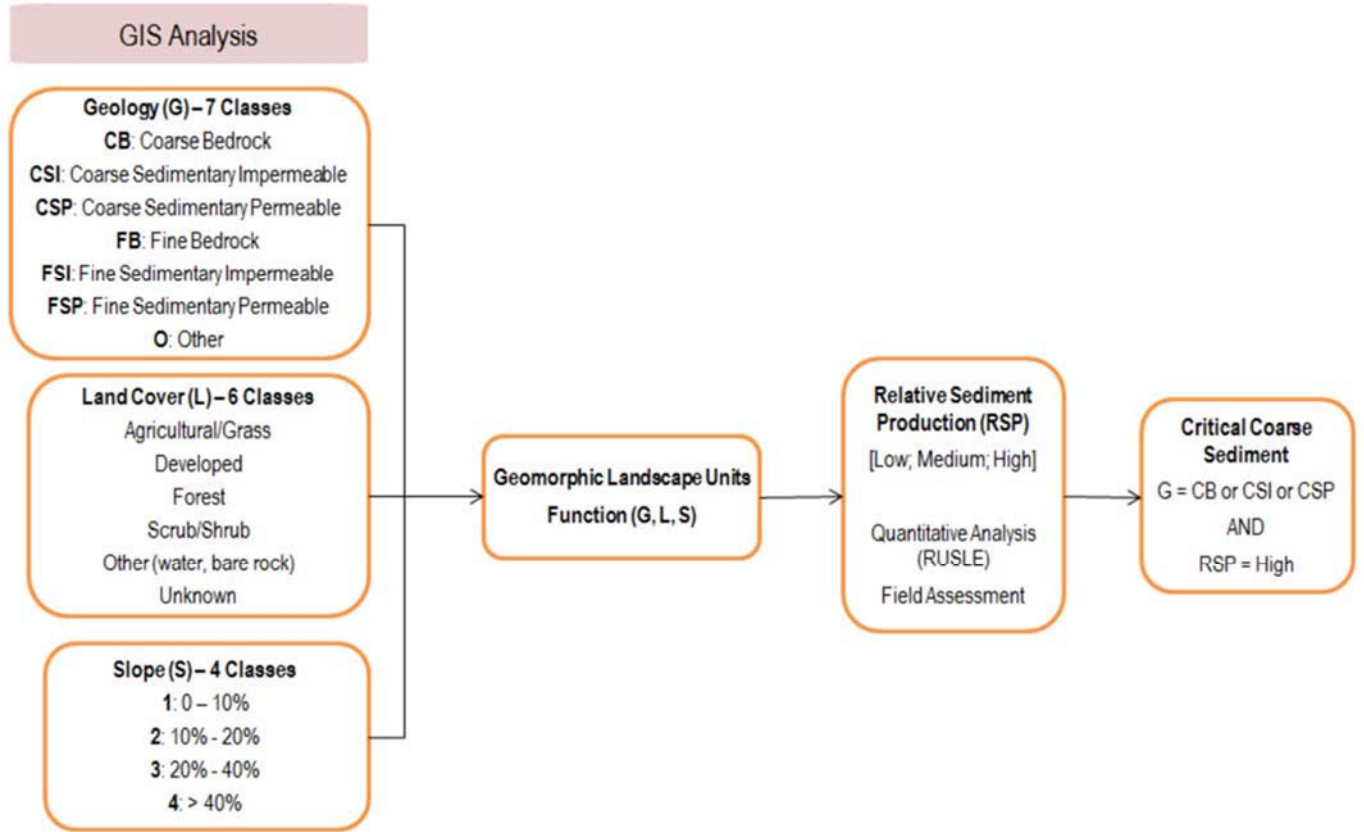 GIS Analysis
Geology (G) – 7 Classes
CB: Coarse Bedrock
CSI: Coarse Sedimentary Impermeable
CSP: Coarse Sedimentary Permeable
FB: Fine Bedrock
FSI: Fine Sedimentary Impermeable
FSP: Fine Sedimentary Permeable
O: Other
Land Cover (L) – 6 Classes
Agricultural/Grass
Developed
Forest
Scrub/Shrub
Other (water, bare rock)
Unknown
Slope (S) – 4 Classes
1: 0 – 10%
2: 10% - 20%
3: 20% - 40%
4: > 40%
Geomorphic Landscape Units
Function (G, L, S)
Relative Sediment
Production (RSP)
[Low; Medium; High]
Quantitative Analysis
(RUSLE)
Field Assessment
Critical Coarse
Sediment
G = CB or CSI or CSP
AND
RSP = High